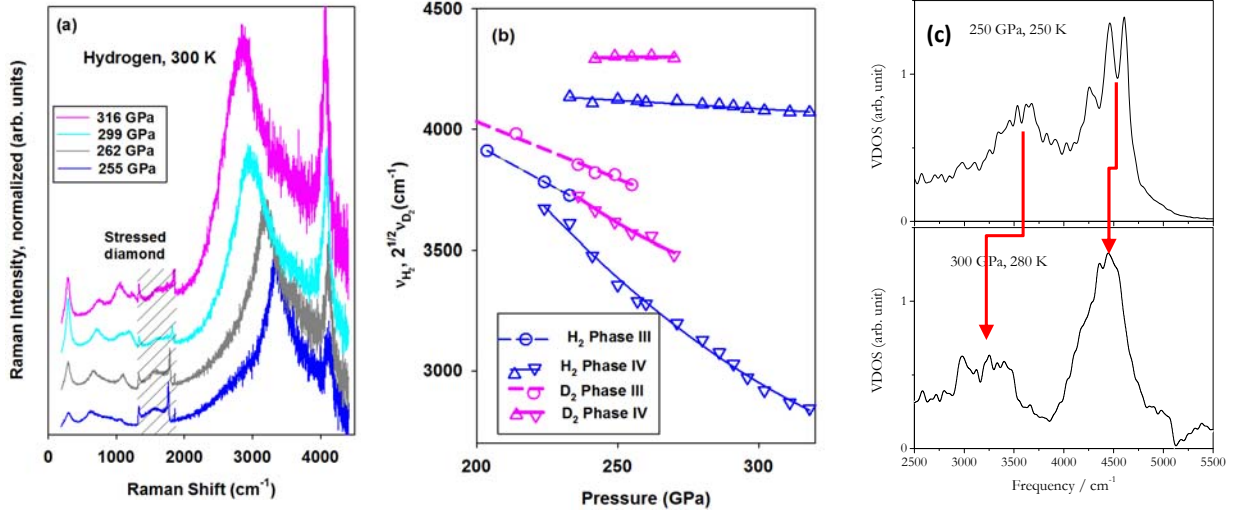 (a)
Hydrogen, 300 K
316 GPa
299 GPa
262 GPa
255 GPa
Stressed
diamond
Raman Intensity, normalized (arb. units)
0 1000 2000 3000 4000
Raman Shift (cm-1)
(b)
4500
4000
3500
3000
νH2, 2^1/2 νD2 (cm-1)
H2 Phase III
H2 Phase IV
D2 Phase III
D2 Phase IV
200 250 300
Pressure (GPa)
(c)
250 GPa, 250 K
VDOS (arb, unit)
1
0
300 GPa, 280 K
VDOS (arb. unit)
1
0
2500 3000 3500 4000 4500 5000 5500
Frequency / cm-1